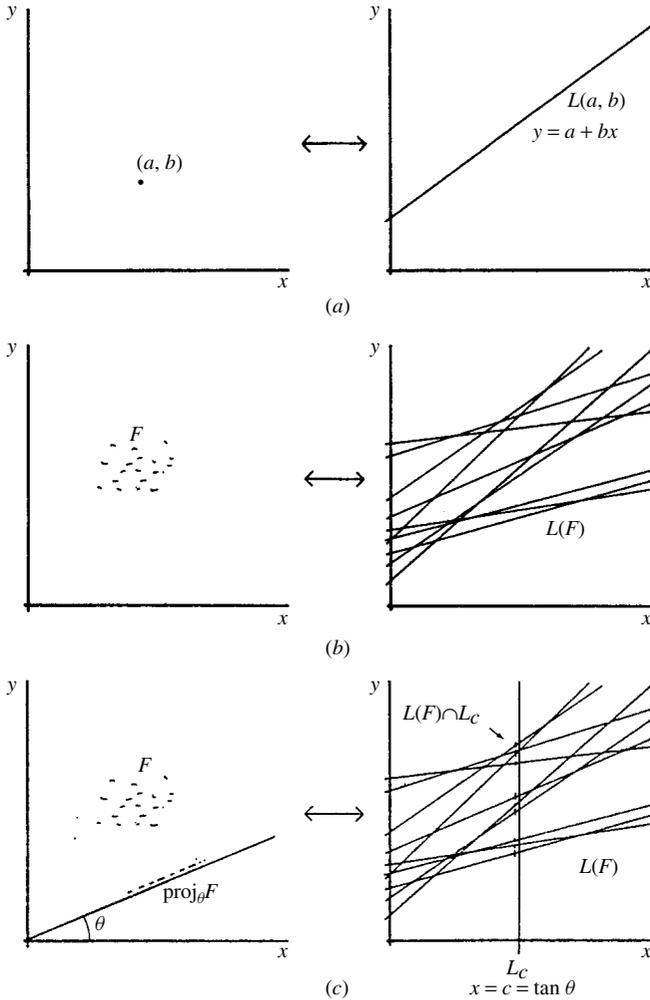 y
y
L(a, b)
y = a + bx
(a, b)
x
x
(a)
y
y
F
L(F)
x
x
(b)
y
y
L(F)∩L_c
F
L(F)
proj_θF
θ
x
x
L_c
(c)
x = c = tan θ